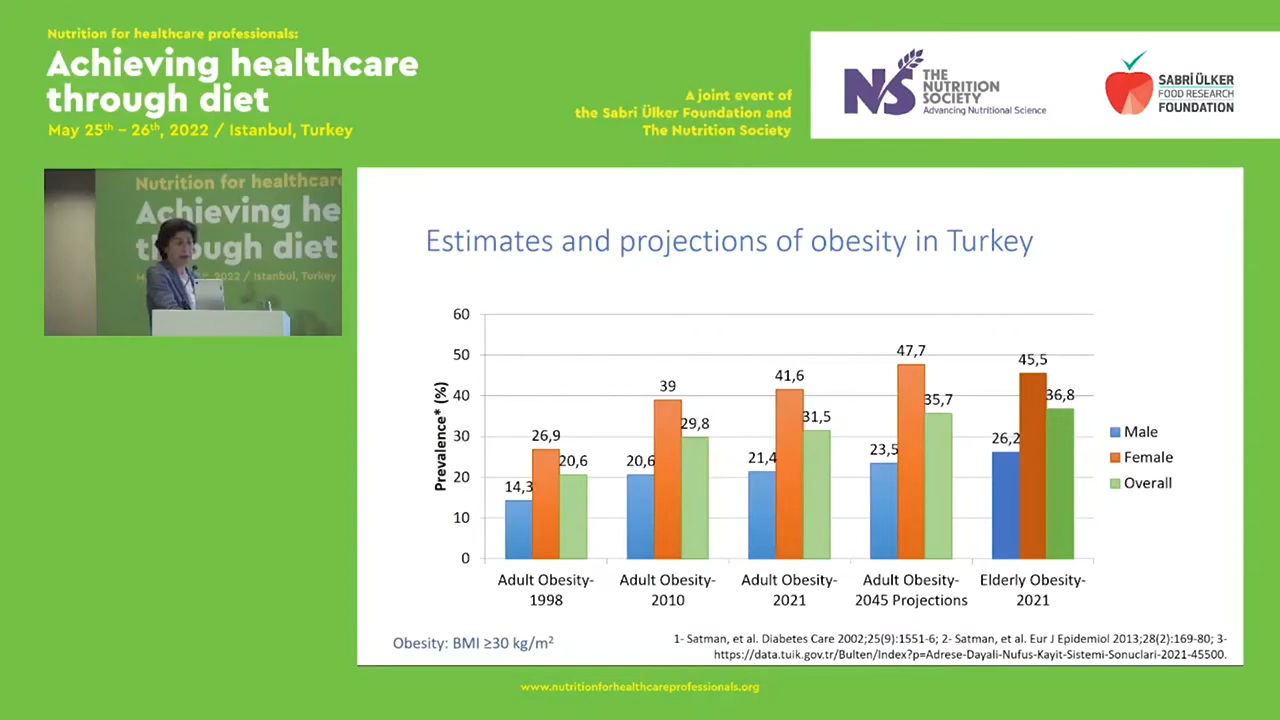 Nutrition for healthcare professionals:
Achieving healthcare
through diet
May 25th – 26th, 2022 / Istanbul, Turkey
A joint event of
the Sabri Ülker Foundation and
The Nutrition Society
NS
THE
NUTRITION
SOCIETY
Advancing Nutritional Science
SABRİ ÜLKER
FOOD RESEARCH
FOUNDATION
Nutrition for healthcare
Achieving he
through diet
2022 / Istanbul, Turkey
Estimates and projections of obesity in Turkey
Prevalence* (%)
60
50
40
30
20
10
0
14,3
26,9
20,6
20,6
39
29,8
21,4
41,6
31,5
23,5
47,7
35,7
26,2
45,5
36,8
Male
Female
Overall
Adult Obesity-
1998
Adult Obesity-
2010
Adult Obesity-
2021
Adult Obesity-
2045 Projections
Elderly Obesity-
2021
Obesity: BMI ≥30 kg/m²
1- Satman, et al. Diabetes Care 2002;25(9):1551-6; 2- Satman, et al. Eur J Epidemiol 2013;28(2):169-80; 3-
https://data.tuik.gov.tr/Bulten/Index?p=Adrese-Dayali-Nufus-Kayit-Sistemi-Sonuclari-2021-45500.
www.nutritionforhealthcareprofessionals.org